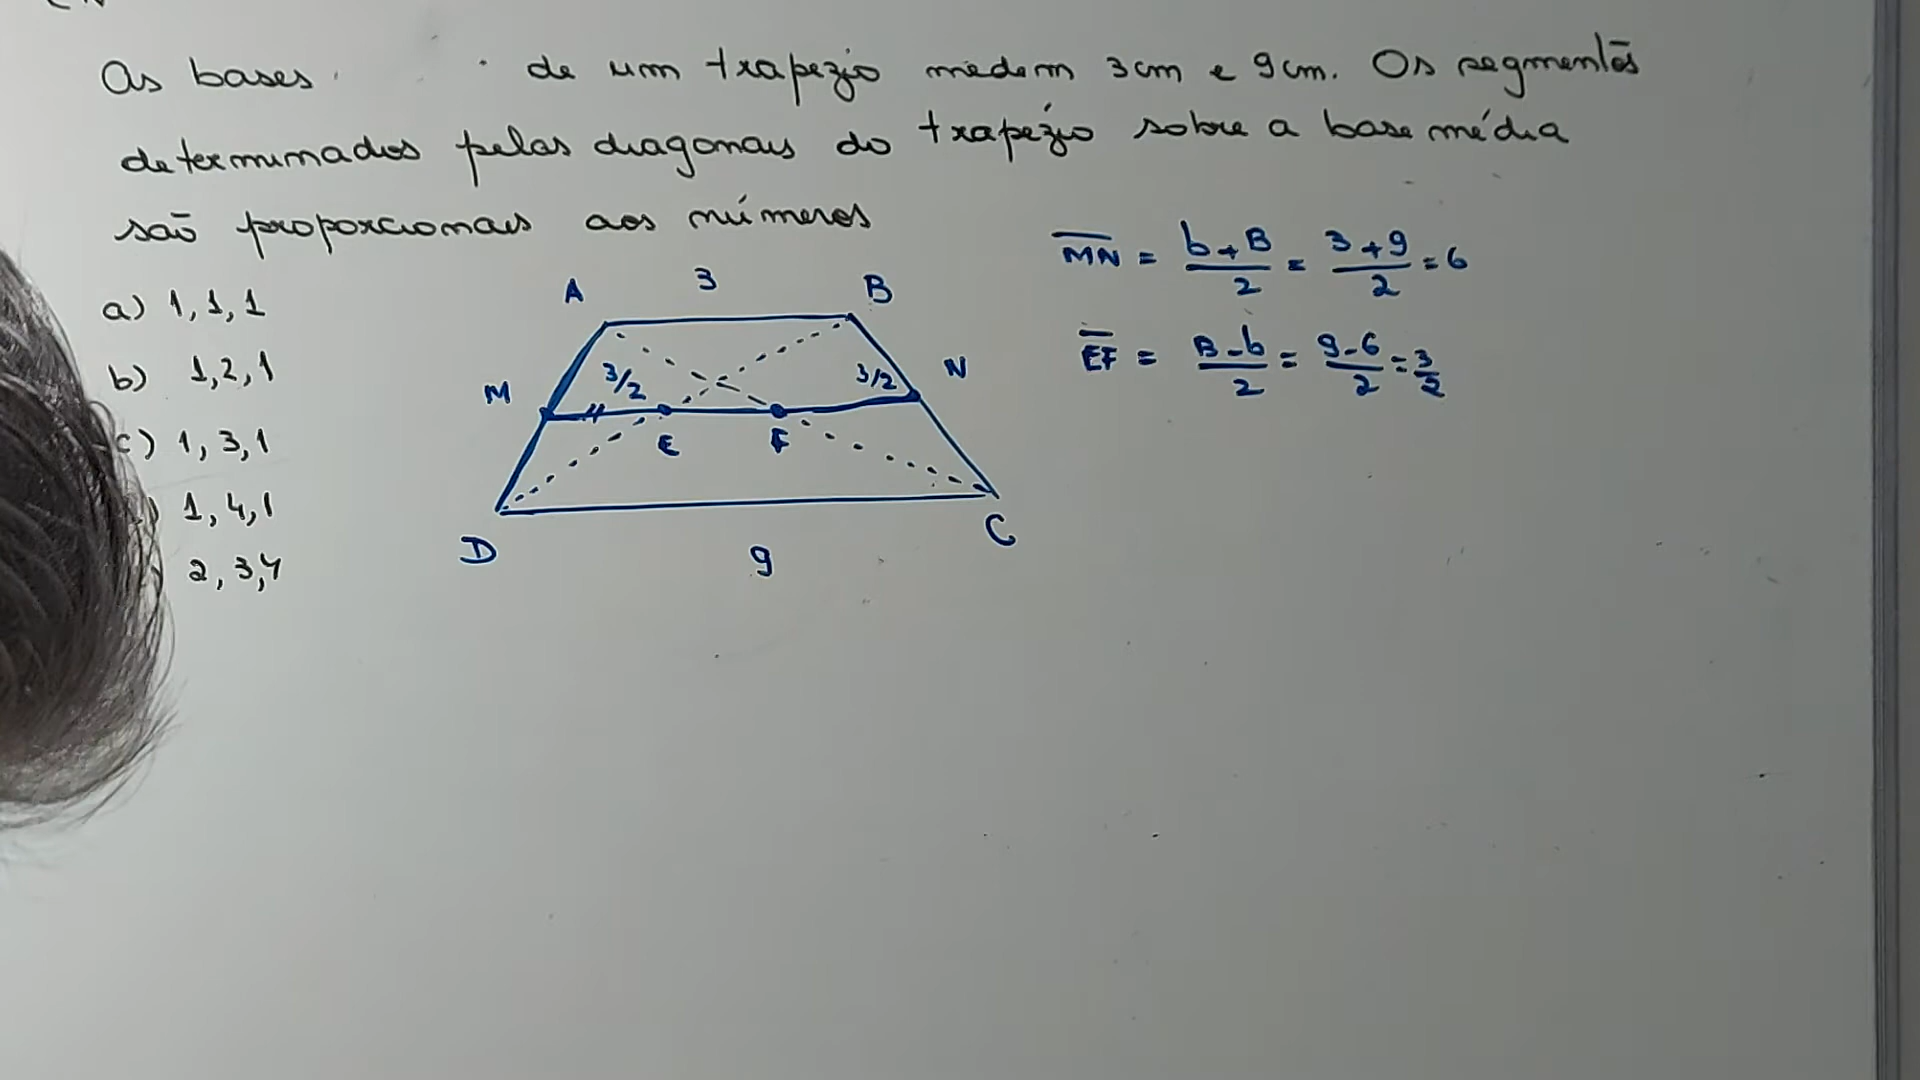 As bases de um trapezio medem 3cm e 9cm. Os segmentos
determinados pelas diagonais do trapézio sobre a base média
são proporcionais aos números
a) 1, 1, 1
b) 1, 2, 1
c) 1, 3, 1
) 1, 4, 1
2, 3, 4
A 3 B
M 3/2 3/2 N
E F
D 9 C
MN = b+B/2 = 3+9/2 = 6
EF = B-b/2 = 9-6/2 = 3/2